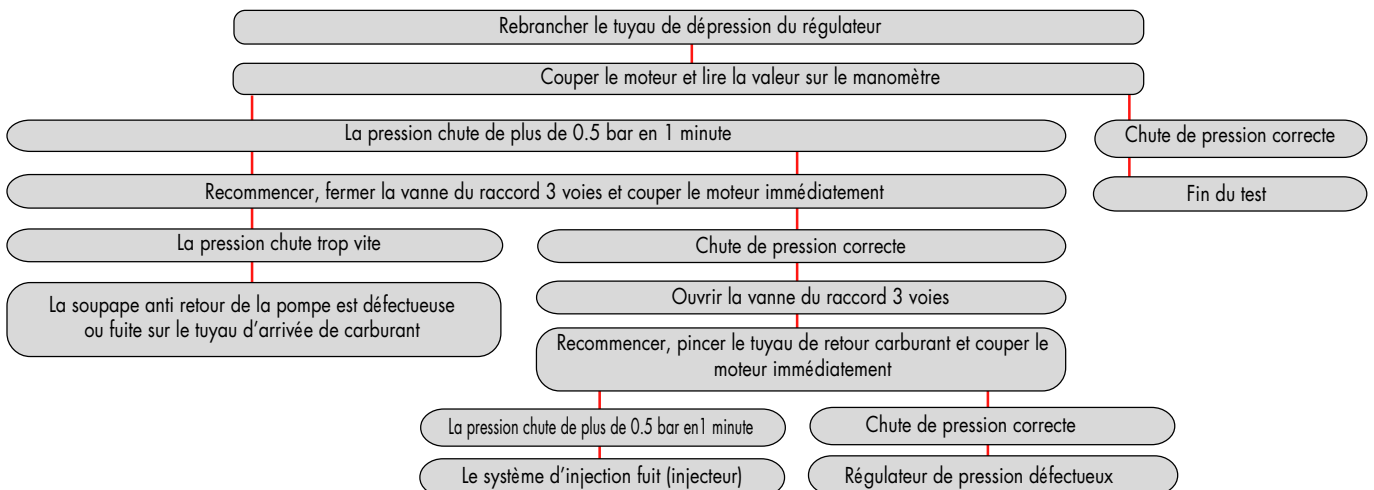 Rebrancher le tuyau de dépression du régulateur
Couper le moteur et lire la valeur sur le manomètre
La pression chute de plus de 0.5 bar en 1 minute
Chute de pression correcte
Recommencer, fermer la vanne du raccord 3 voies et couper le moteur immédiatement
Fin du test
La pression chute trop vite
Chute de pression correcte
La soupape anti retour de la pompe est défectueuse
ou fuite sur le tuyau d'arrivée de carburant
Ouvrir la vanne du raccord 3 voies
Recommencer, pincer le tuyau de retour carburant et couper le
moteur immédiatement
La pression chute de plus de 0.5 bar en1 minute
Chute de pression correcte
Le système d'injection fuit (injecteur)
Régulateur de pression défectueux